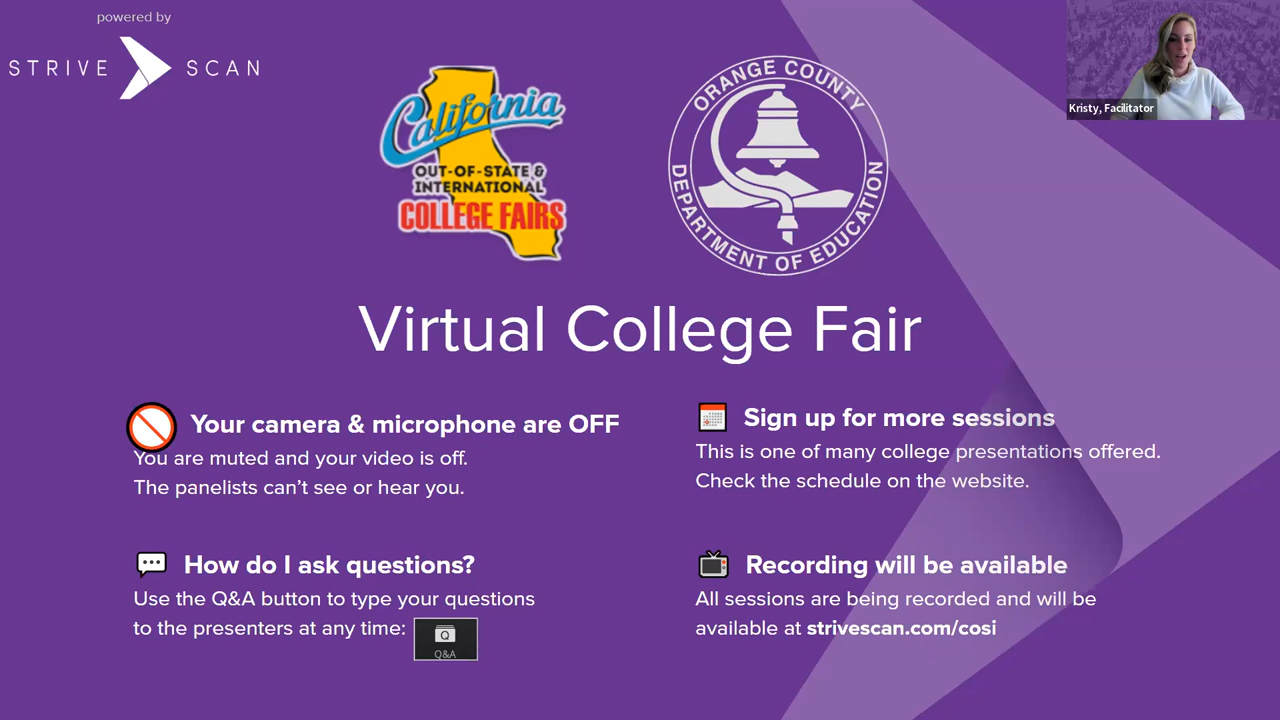 powered by
STRIVE SCAN
California
OUT-OF-STATE &
INTERNATIONAL
COLLEGE FAIRS
ORANGE COUNTY
DEPARTMENT OF EDUCATION
Kristy, Facilitator
Virtual College Fair
Your camera & microphone are OFF
You are muted and your video is off.
The panelists can’t see or hear you.
Sign up for more sessions
This is one of many college presentations offered.
Check the schedule on the website.
How do I ask questions?
Use the Q&A button to type your questions
to the presenters at any time:
Q
Q&A
Recording will be available
All sessions are being recorded and will be
available at strivescan.com/cosi